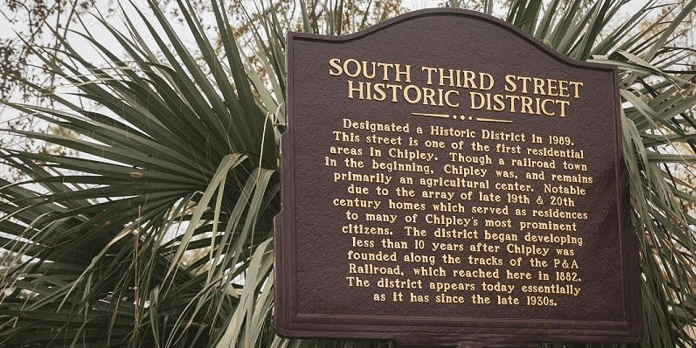 SOUTH THIRD STREET
HISTORIC DISTRICT
Designated a Historic District in 1989.
This street is one of the first residential
areas in Chipley. Though a railroad town
in the beginning, Chipley was, and remains
primarily an agricultural center. Notable
due to the array of late 19th & 20th
century homes which served as residences
to many of Chipley's most prominent
citizens. The district began developing
less than 10 years after Chipley was
founded along the tracks of the P&A
Railroad, which reached here in 1882.
The district appears today essentially
as it has since the late 1930s.